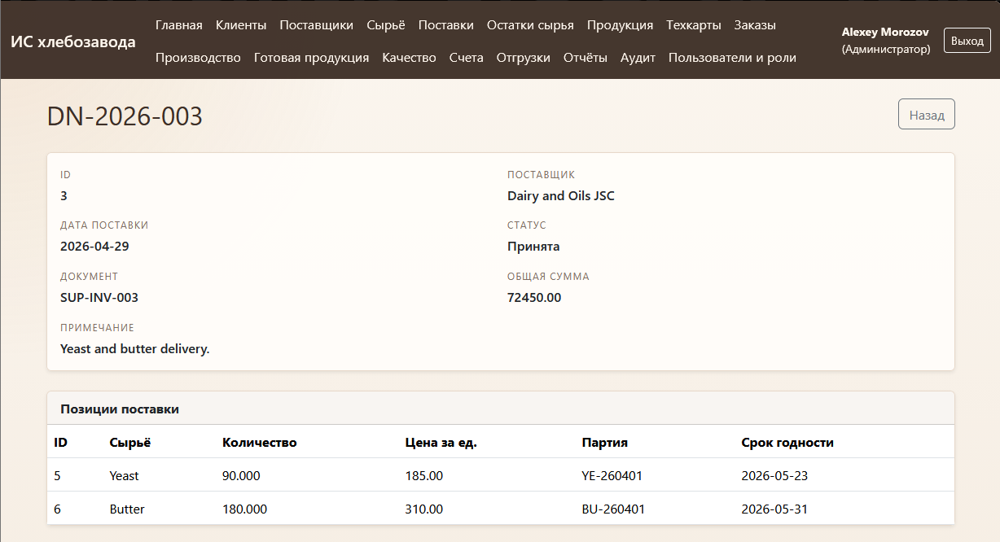 ИС хлебозавода
Главная Клиенты Поставщики Сырьё Поставки Остатки сырья Продукция Техкарты Заказы
Производство Готовая продукция Качество Счета Отгрузки Отчёты Аудит Пользователи и роли
Alexey Morozov
(Администратор)
Выход
DN-2026-003
Назад
ID
3
ПОСТАВЩИК
Dairy and Oils JSC
ДАТА ПОСТАВКИ
2026-04-29
СТАТУС
Принята
ДОКУМЕНТ
SUP-INV-003
ОБЩАЯ СУММА
72450.00
ПРИМЕЧАНИЕ
Yeast and butter delivery.
Позиции поставки
ID Сырьё Количество Цена за ед. Партия Срок годности
5 Yeast 90.000 185.00 YE-260401 2026-05-23
6 Butter 180.000 310.00 BU-260401 2026-05-31